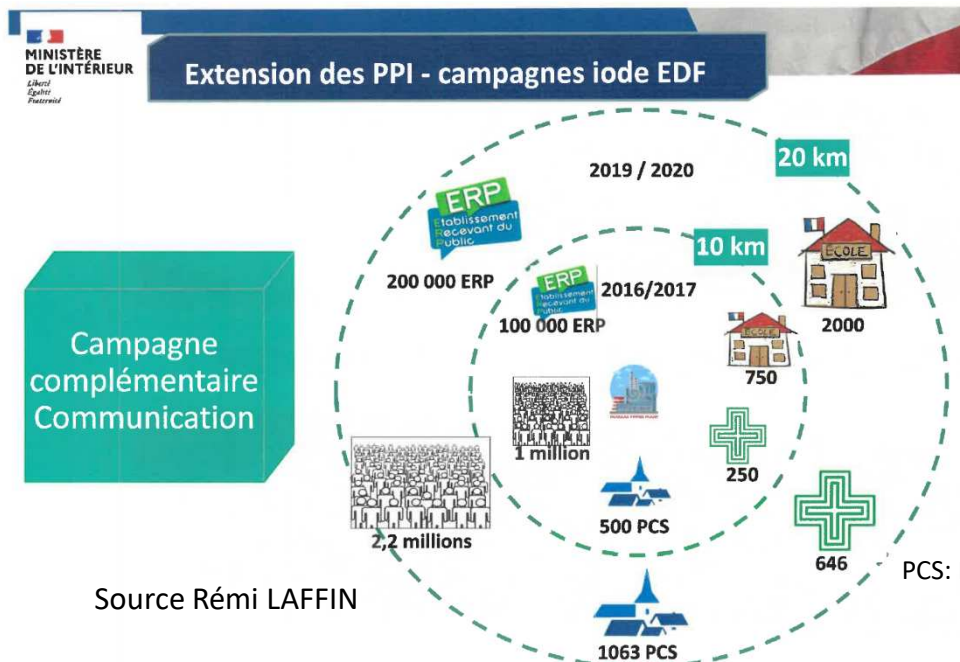 MINISTÈRE
DE L'INTÉRIEUR
Liberté
Égalité
Fraternité
Extension des PPI - campagnes iode EDF
20 km
2019 / 2020
ERP
Etablissement
Recevant du
Public
200 000 ERP
10 km
2016/2017
ERP
Etablissement
Recevant du
Public
100 000 ERP
ÉCOLE
2000
ÉCOLE
750
Campagne
complémentaire
Communication
1 million
250
2,2 millions
500 PCS
646
PCS:
Source Rémi LAFFIN
1063 PCS